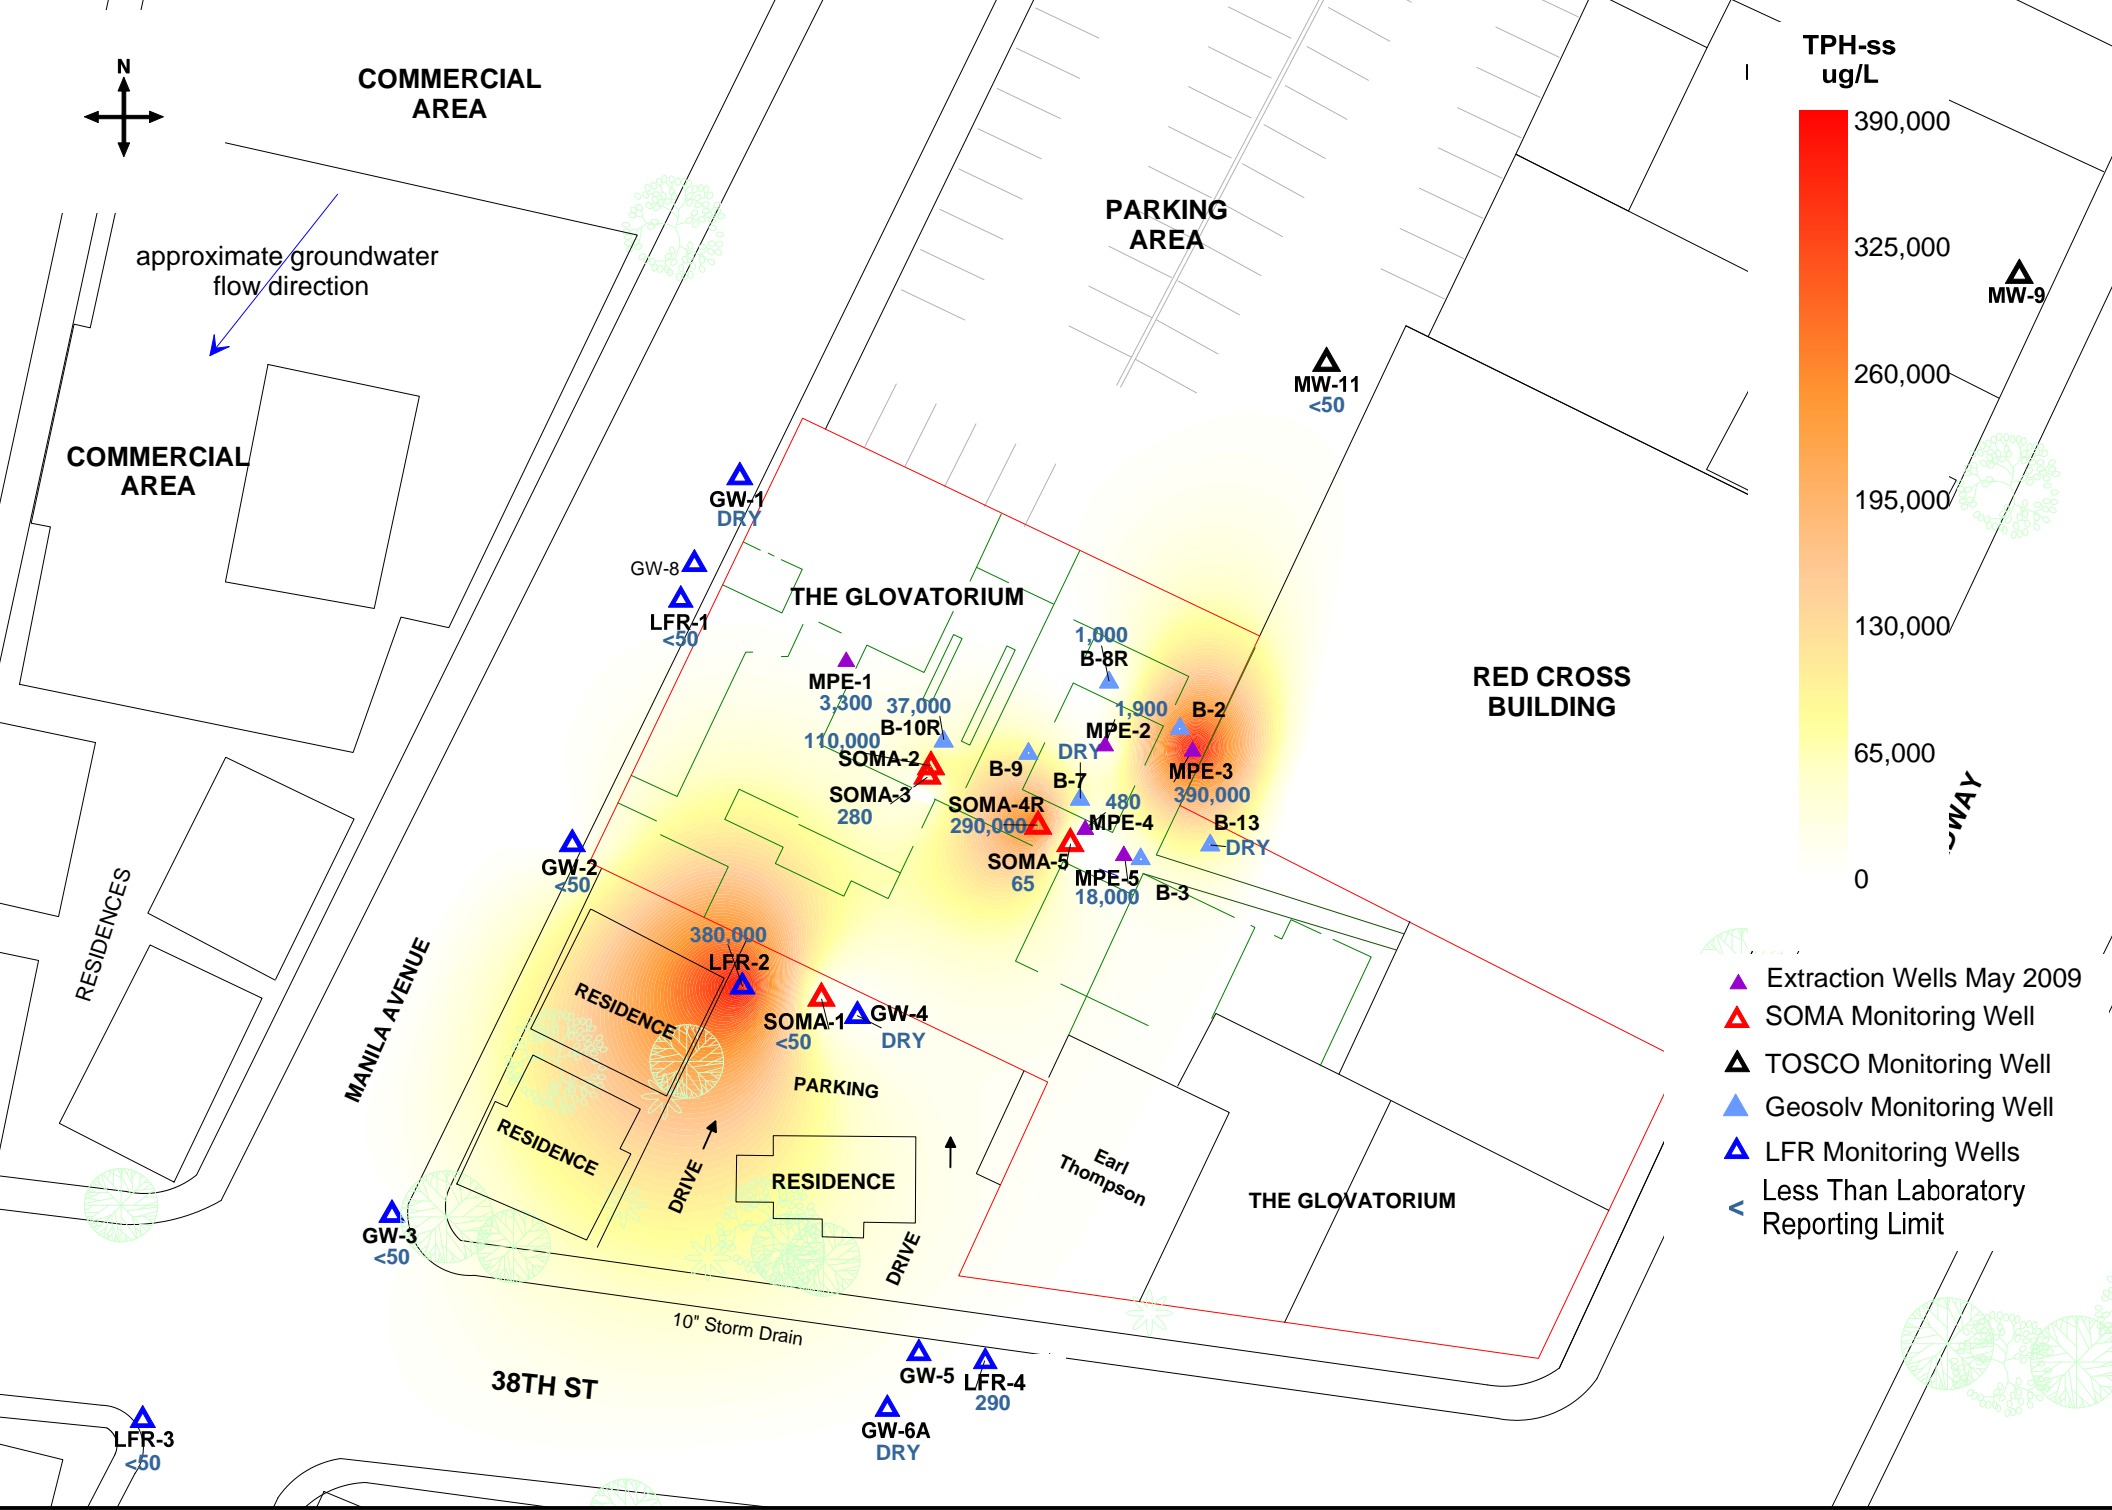 N
COMMERCIAL
AREA
approximate groundwater
flow direction
COMMERCIAL
AREA
PARKING
AREA
TPH-ss
ug/L
390,000
325,000
260,000
195,000
130,000
65,000
0
MW-9
MW-11
<50
GW-1
DRY
GW-8
LFR-1
<50
THE GLOVATORIUM
MPE-1
3,300
37,000
B-10R
110,000
SOMA-2
SOMA-3
280
1,000
B-8R
1,900
MPE-2
B-2
DRY
B-7
B-9
MPE-3
390,000
SOMA-4R
290,000
480
MPE-4
B-13
DRY
SOMA-5
65
MPE-5
18,000
B-3
RED CROSS
BUILDING
GW-2
<50
380,000
LFR-2
SOMA-1
<50
GW-4
DRY
RESIDENCES
MANILA AVENUE
RESIDENCE
RESIDENCE
PARKING
DRIVE
RESIDENCE
DRIVE
Earl
Thompson
THE GLOVATORIUM
GW-3
<50
10" Storm Drain
38TH ST
GW-5
LFR-4
290
GW-6A
DRY
LFR-3
<50
WAY
Extraction Wells May 2009
SOMA Monitoring Well
TOSCO Monitoring Well
Geosolv Monitoring Well
LFR Monitoring Wells
< Less Than Laboratory
Reporting Limit